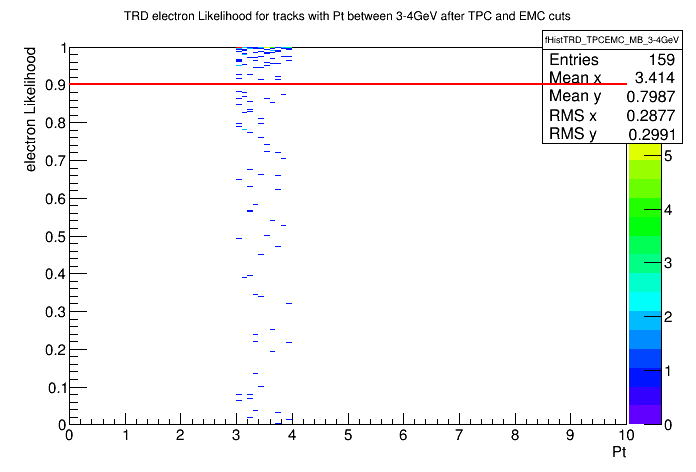 TRD electron Likelihood for tracks with Pt between 3-4GeV after TPC and EMC cuts
fHistTRD_TPCEMC_MB_3-4GeV
Entries 159
Mean x 3.414
Mean y 0.7987
RMS x 0.2877
RMS y 0.2991
electron Likelihood
1
0.9
0.8
0.7
0.6
0.5
0.4
0.3
0.2
0.1
0
0 1 2 3 4 5 6 7 8 9 10
Pt
5
4
3
2
1
0